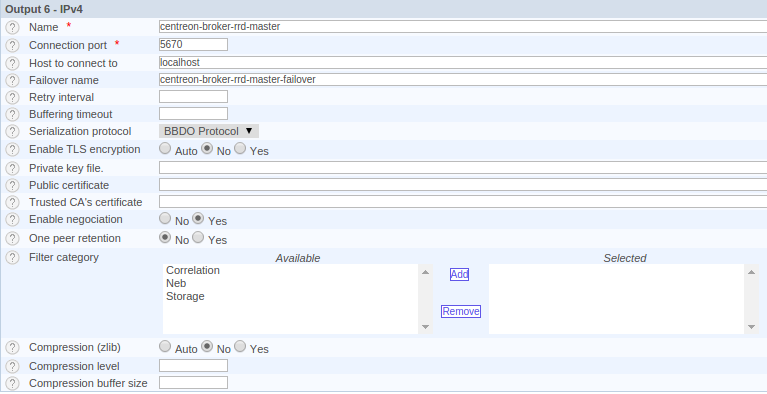 Output 6 - IPv4
? Name * centreon-broker-rrd-master
? Connection port * 5670
? Host to connect to localhost
? Failover name centreon-broker-rrd-master-failover
? Retry interval
? Buffering timeout
? Serialization protocol BBDO Protocol ▼
? Enable TLS encryption Auto No Yes
? Private key file.
? Public certificate
? Trusted CA's certificate
? Enable negociation No Yes
? One peer retention No Yes
? Filter category Available Selected
Correlation Add
Neb
Storage
Remove
? Compression (zlib) Auto No Yes
? Compression level
? Compression buffer size